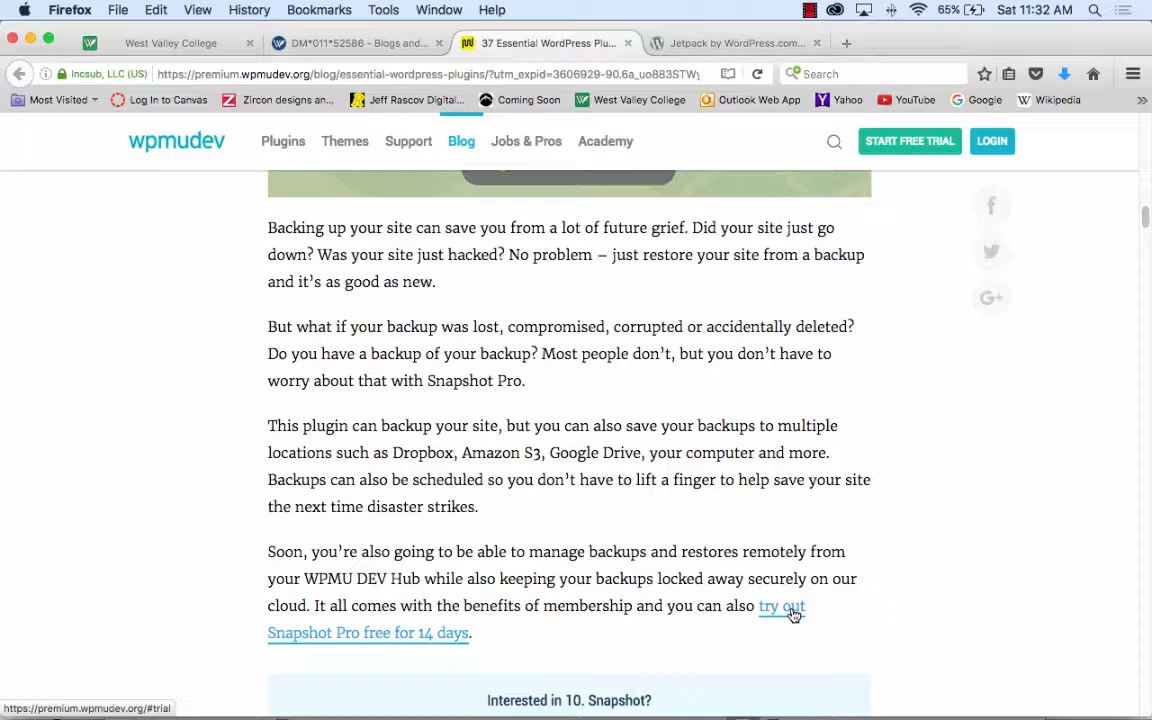 Firefox File Edit View History Bookmarks Tools Window Help 65% Sat 11:32 AM
West Valley College × DM*011*52586 - Blogs and... × 37 Essential WordPress Plu... × Jetpack by WordPress.com... × +
Incsub, LLC (US) https://premium.wpmudev.org/blog/essential-wordpress-plugins/?utm_expid=3606929-90.6a_uo883STW Search
Most Visited Log In to Canvas Zircon designs an... Jeff Rascov Digital... Coming Soon West Valley College Outlook Web App Yahoo YouTube Google Wikipedia »
wpmudev Plugins Themes Support Blog Jobs & Pros Academy START FREE TRIAL LOGIN
Backing up your site can save you from a lot of future grief. Did your site just go
down? Was your site just hacked? No problem – just restore your site from a backup
and it's as good as new.
But what if your backup was lost, compromised, corrupted or accidentally deleted?
Do you have a backup of your backup? Most people don't, but you don't have to
worry about that with Snapshot Pro.
This plugin can backup your site, but you can also save your backups to multiple
locations such as Dropbox, Amazon S3, Google Drive, your computer and more.
Backups can also be scheduled so you don't have to lift a finger to help save your site
the next time disaster strikes.
Soon, you're also going to be able to manage backups and restores remotely from
your WPMU DEV Hub while also keeping your backups locked away securely on our
cloud. It all comes with the benefits of membership and you can also try out
Snapshot Pro free for 14 days.
Interested in 10. Snapshot?
https://premium.wpmudev.org/#trial